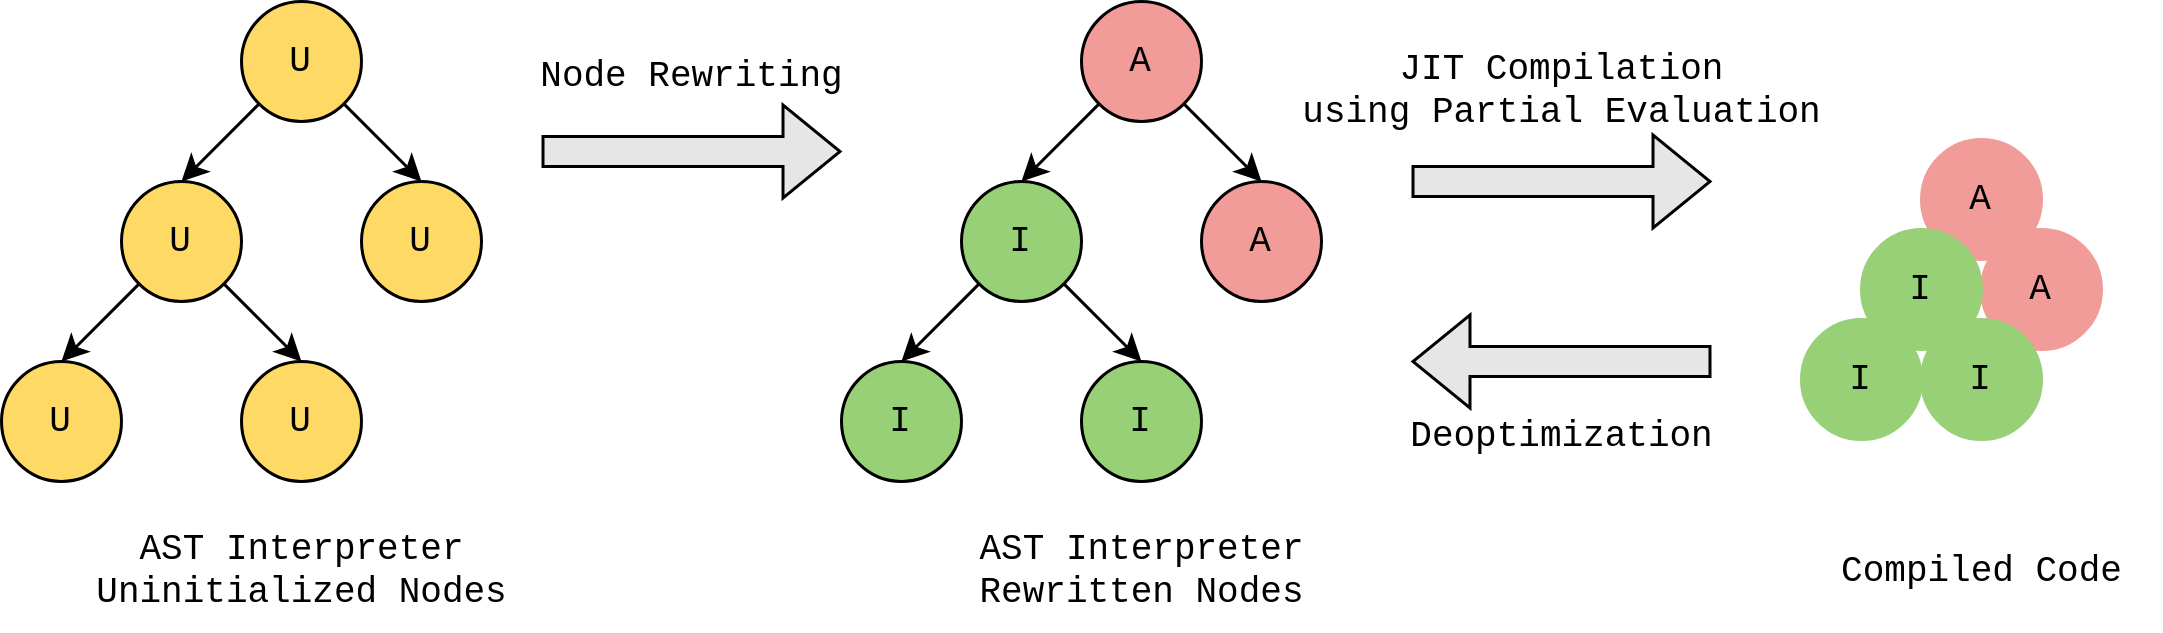 U
U
U
U
U
AST Interpreter
Uninitialized Nodes
Node Rewriting
A
I
A
I
I
AST Interpreter
Rewritten Nodes
JIT Compilation
using Partial Evaluation
Deoptimization
A
I
A
I
I
Compiled Code